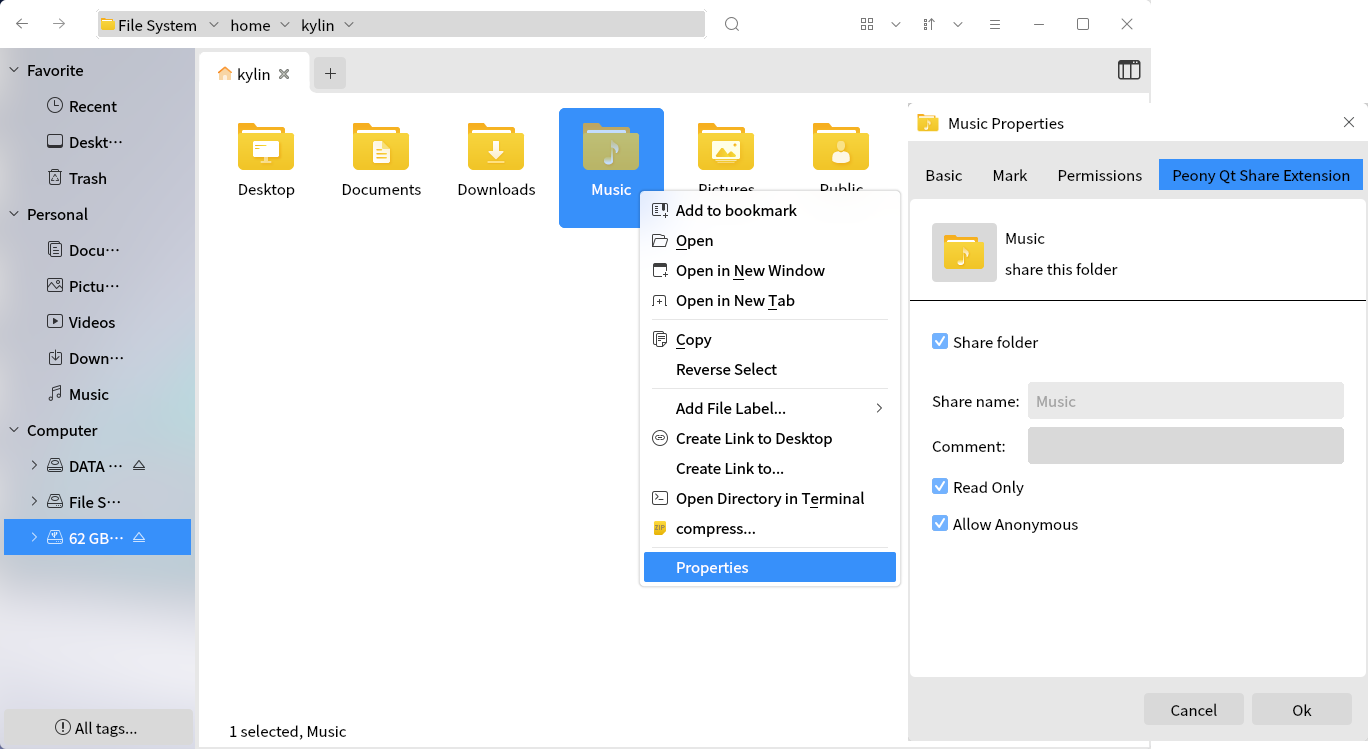 File System home kylin
Favorite
Recent
Deskt···
Trash
Personal
Docu···
Pictu···
Videos
Down···
Music
Computer
DATA ···
File S···
62 GB···
All tags...
kylin
Desktop Documents Downloads Music Pictures Public
Add to bookmark
Open
Open in New Window
Open in New Tab
Copy
Reverse Select
Add File Label...
Create Link to Desktop
Create Link to...
Open Directory in Terminal
ZIP compress...
Properties
1 selected, Music
Music Properties
Basic Mark Permissions Peony Qt Share Extension
Music
share this folder
Share folder
Share name: Music
Comment:
Read Only
Allow Anonymous
Cancel Ok